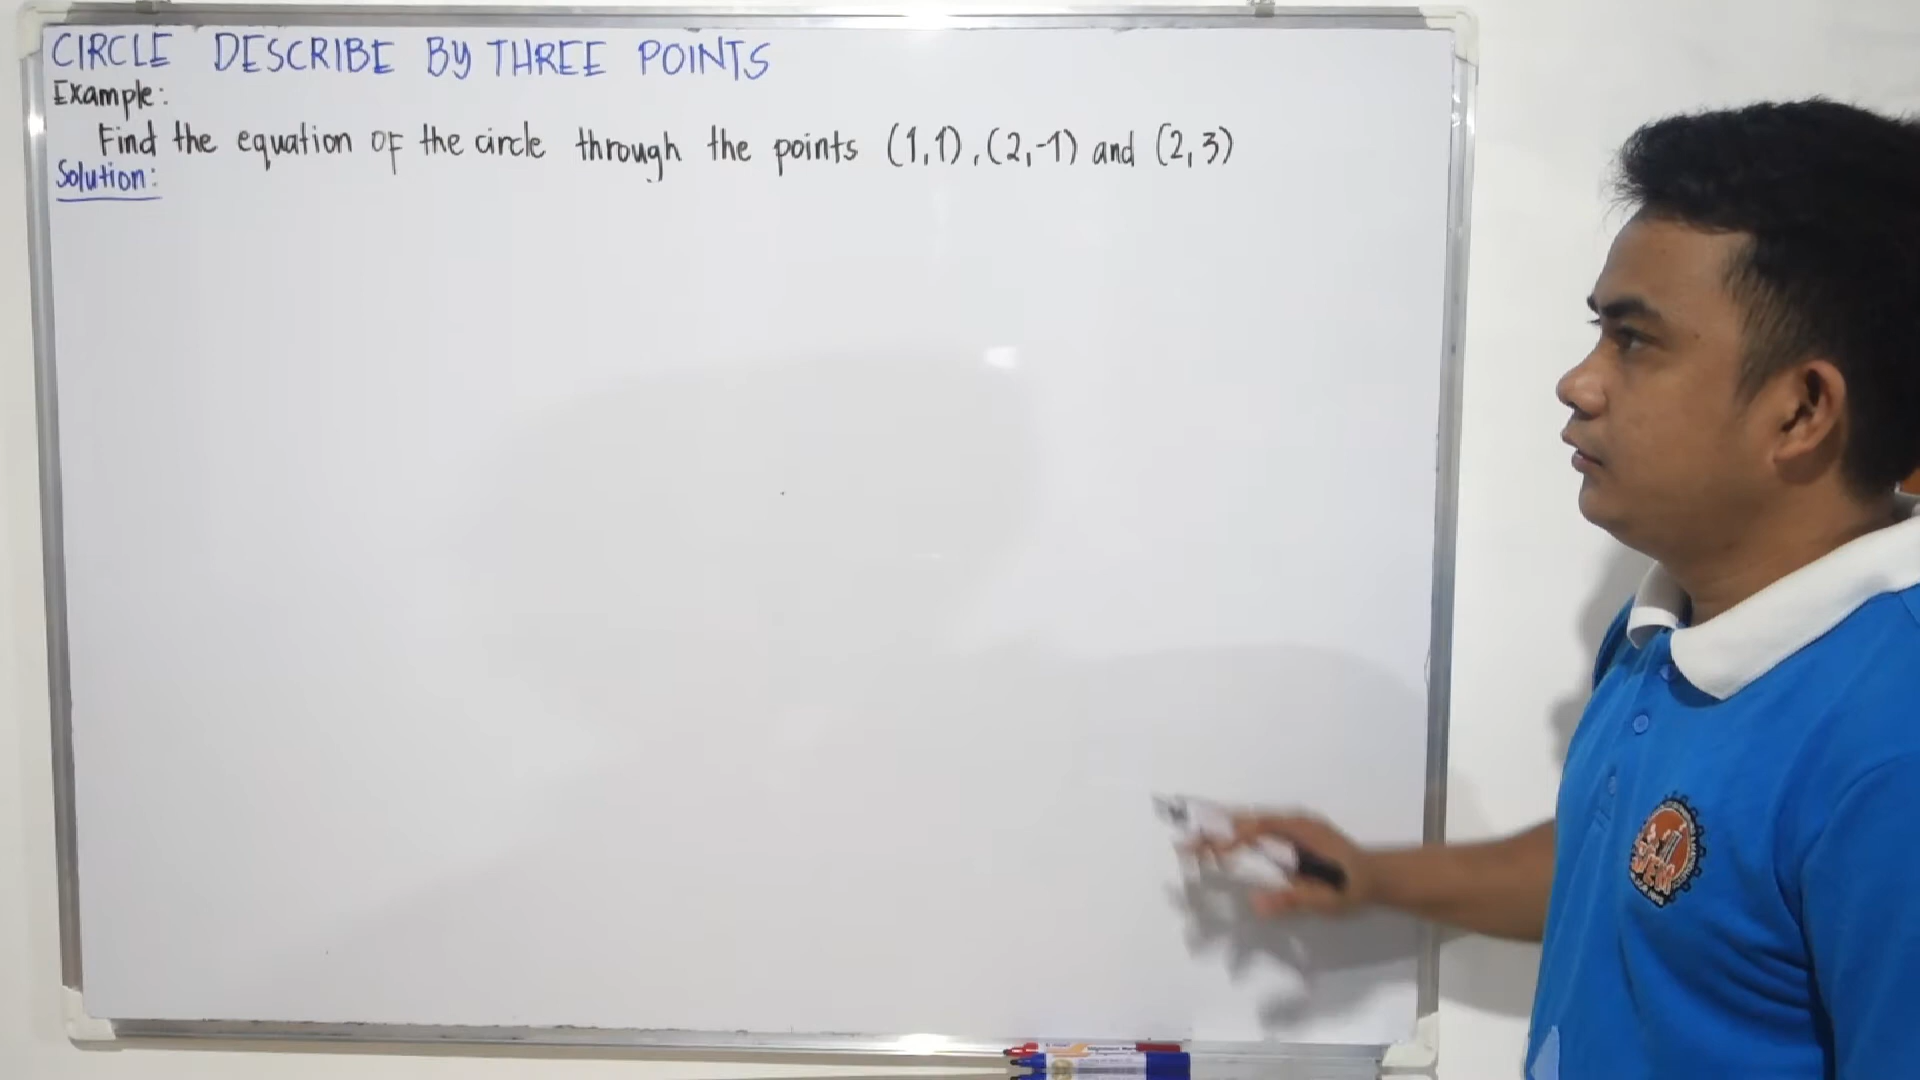 CIRCLE DESCRIBE BY THREE POINTS
Example:
Find the equation of the circle through the points (1,1), (2,-1) and (2,3)
Solution: